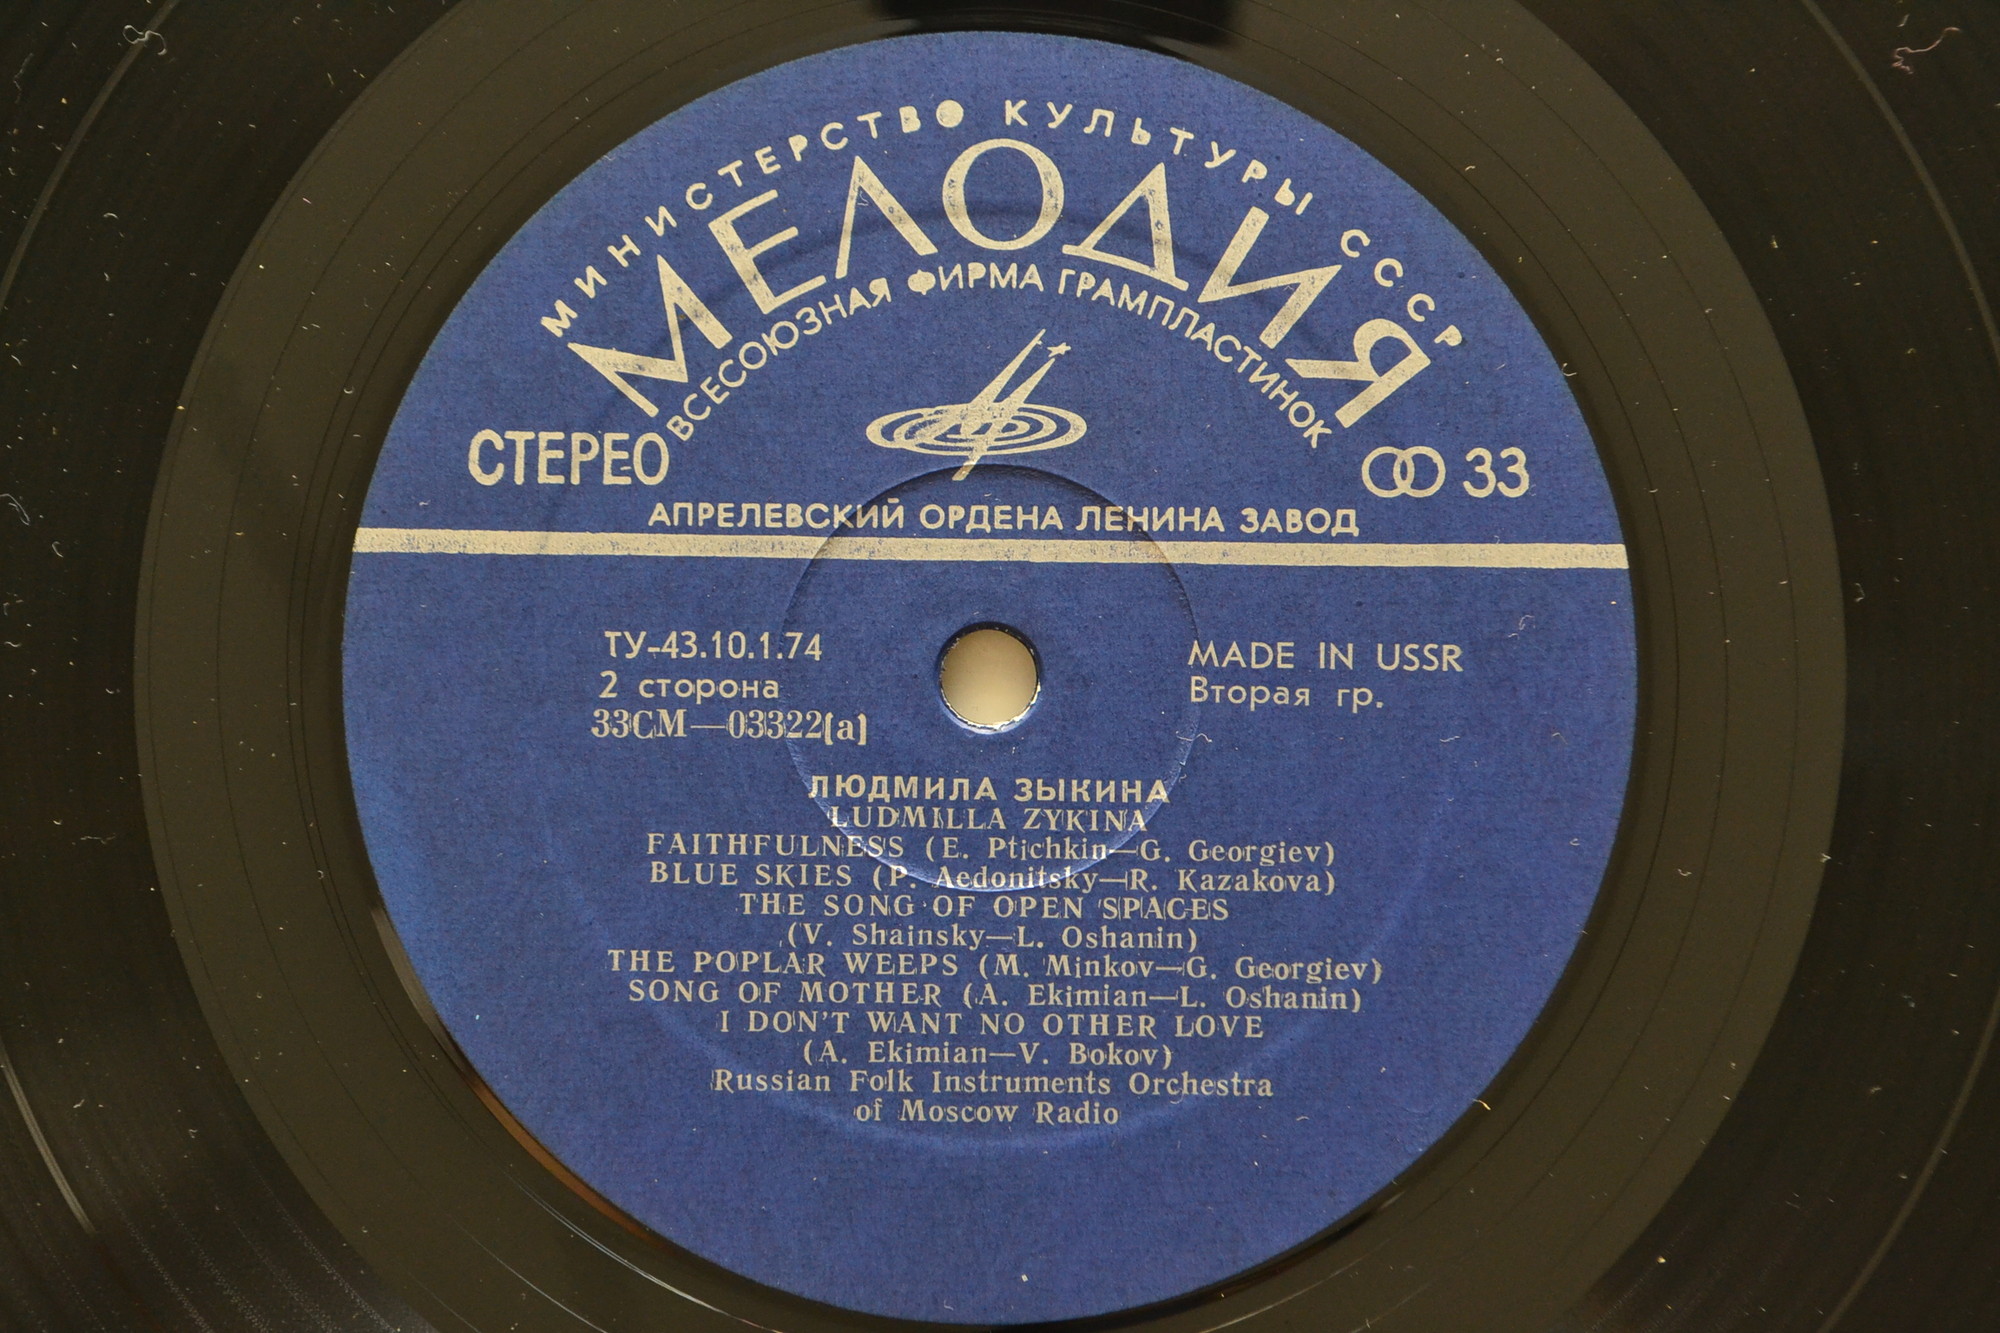 МИНИСТЕРСТВО КУЛЬТУРЫ СССР
МЕЛОДИЯ
ВСЕСОЮЗНАЯ ФИРМА ГРАМПЛАСТИНОК
СТЕРЕО
33
АПРЕЛЕВСКИЙ ОРДЕНА ЛЕНИНА ЗАВОД
ТУ-43.10.1.74
MADE IN USSR
2 сторона
Вторая гр.
33СМ—03322(а)
ЛЮДМИЛА ЗЫКИНА
LUDMILLA ZYKINA
FAITHFULNESS (E. Ptichkin—G. Georgiev)
BLUE SKIES (P. Aedonitsky—R. Kazakova)
THE SONG OF OPEN SPACES
(V. Shainsky—L. Oshanin)
THE POPLAR WEEPS (M. Minkov—G. Georgiev)
SONG OF MOTHER (A. Ekimian—L. Oshanin)
I DON'T WANT NO OTHER LOVE
(A. Ekimian—V. Bokov)
Russian Folk Instruments Orchestra
of Moscow Radio